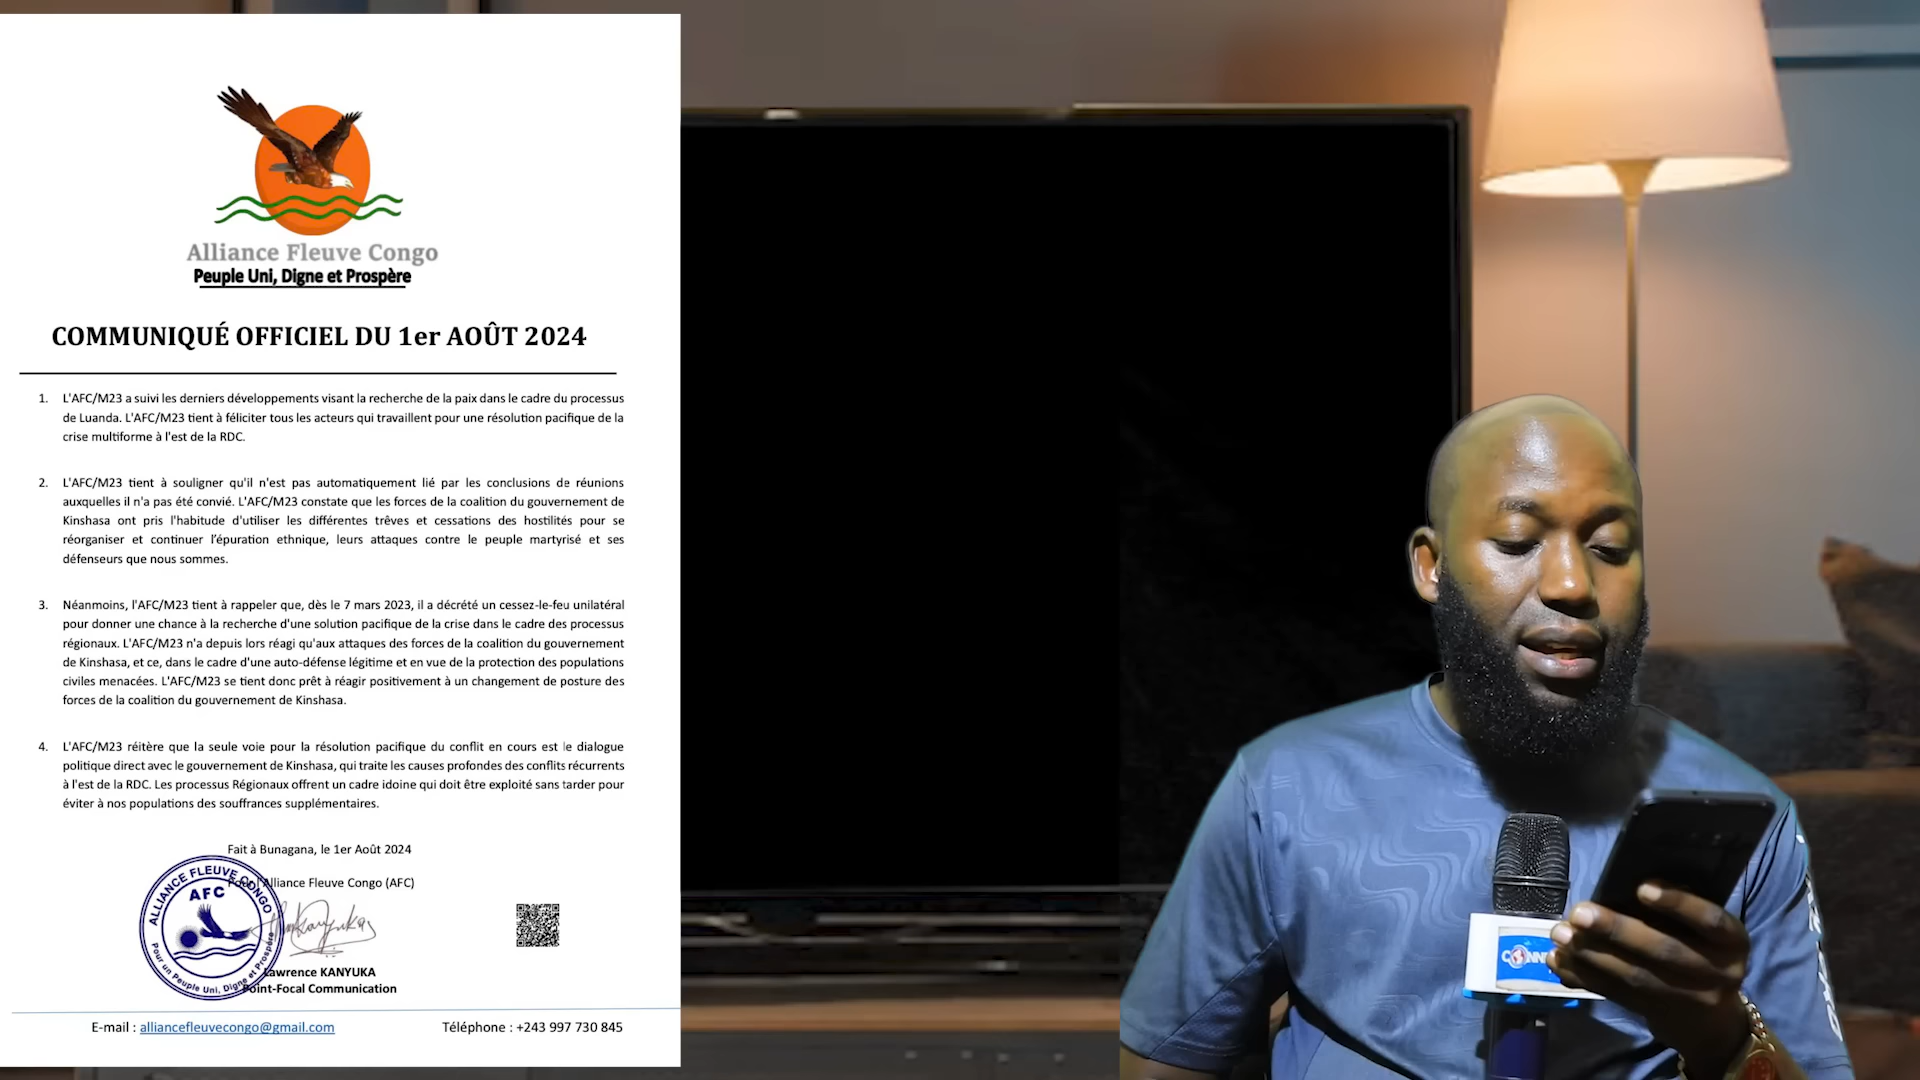 Alliance Fleuve Congo
Peuple Uni, Digne et Prospère
COMMUNIQUÉ OFFICIEL DU 1er AOÛT 2024
1. L'AFC/M23 a suivi les derniers développements visant la recherche de la paix dans le cadre du processus
de Luanda. L'AFC/M23 tient à féliciter tous les acteurs qui travaillent pour une résolution pacifique de la
crise multiforme à l'est de la RDC.
2. L'AFC/M23 tient à souligner qu'il n'est pas automatiquement lié par les conclusions de réunions
auxquelles il n'a pas été convié. L'AFC/M23 constate que les forces de la coalition du gouvernement de
Kinshasa ont pris l'habitude d'utiliser les différentes trêves et cessations des hostilités pour se
réorganiser et continuer l'épuration ethnique, leurs attaques contre le peuple martyrisé et ses
défenseurs que nous sommes.
3. Néanmoins, l'AFC/M23 tient à rappeler que, dès le 7 mars 2023, il a décrété un cessez-le-feu unilatéral
pour donner une chance à la recherche d'une solution pacifique de la crise dans le cadre des processus
régionaux. L'AFC/M23 n'a depuis lors réagi qu'aux attaques des forces de la coalition du gouvernement
de Kinshasa, et ce, dans le cadre d'une auto-défense légitime et en vue de la protection des populations
civiles menacées. L'AFC/M23 se tient donc prêt à réagir positivement à un changement de posture des
forces de la coalition du gouvernement de Kinshasa.
4. L'AFC/M23 réitère que la seule voie pour la résolution pacifique du conflit en cours est le dialogue
politique direct avec le gouvernement de Kinshasa, qui traite les causes profondes des conflits récurrents
à l'est de la RDC. Les processus Régionaux offrent un cadre idoine qui doit être exploité sans tarder pour
éviter à nos populations des souffrances supplémentaires.
Fait à Bunagana, le 1er Août 2024
Pour l'Alliance Fleuve Congo (AFC)
ALLIANCE FLEUVE CONGO
AFC
Pour un Peuple Uni, Digne et Prospère
Lawrence KANYUKA
Point-Focal Communication
E-mail : alliancefleuvecongo@gmail.com Téléphone : +243 997 730 845